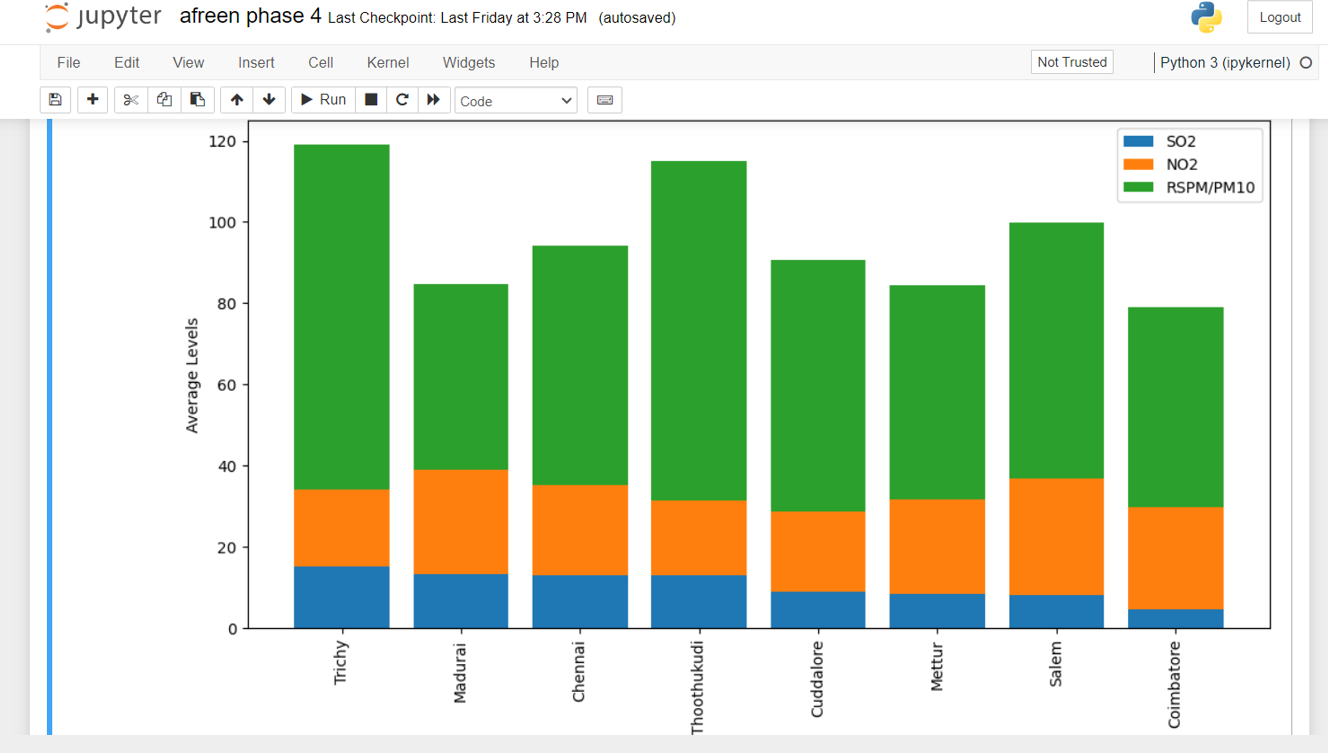 jupyter afreen phase 4 Last Checkpoint: Last Friday at 3:28 PM (autosaved) Logout
File Edit View Insert Cell Kernel Widgets Help Not Trusted Python 3 (ipykernel)
Run Code
120
100
80
60
40
20
0
Average Levels
SO2
NO2
RSPM/PM10
Trichy
Madurai
Chennai
Thoothukudi
Cuddalore
Mettur
Salem
Coimbatore